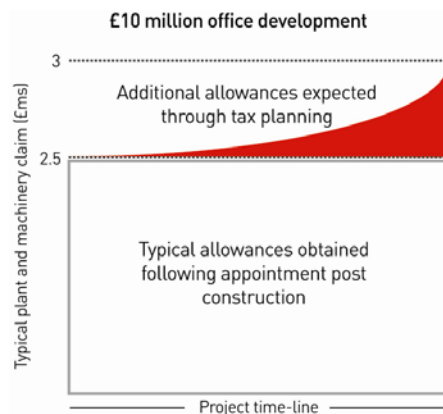 £10 million office development
3
Additional allowances expected
through tax planning
2.5
Typical plant and machinery claim (£ms)
Typical allowances obtained
following appointment post
construction
Project time-line